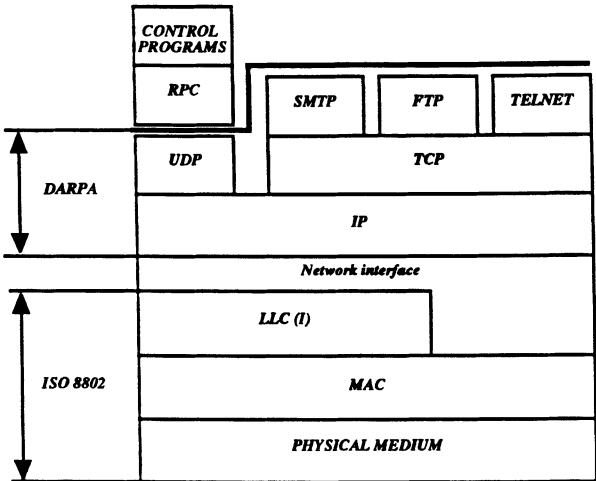 CONTROL
PROGRAMS
RPC
SMTP
FTP
TELNET
UDP
TCP
DARPA
IP
Network interface
LLC (I)
ISO 8802
MAC
PHYSICAL MEDIUM